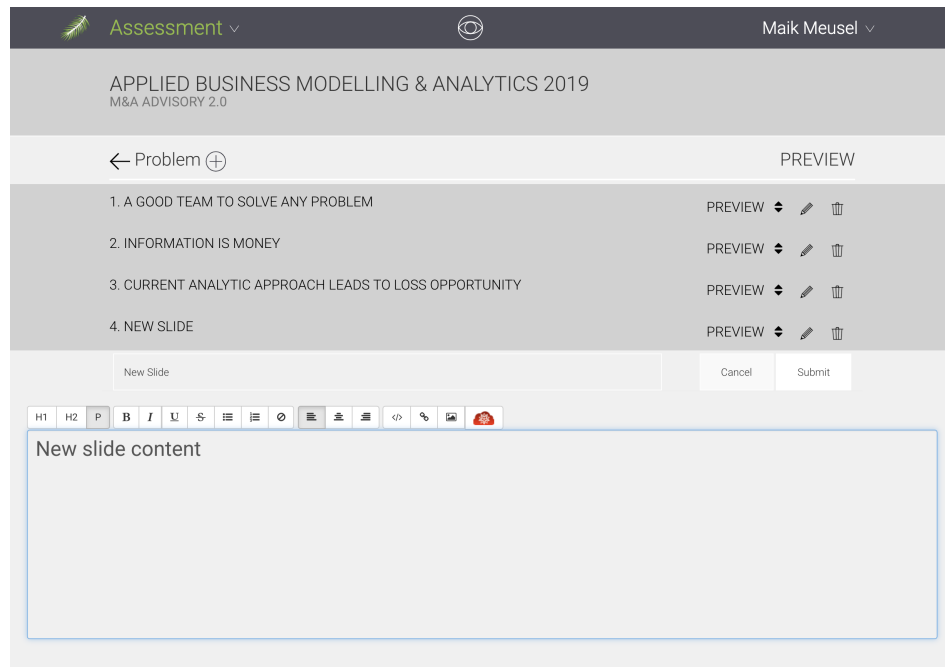 Assessment
Maik Meusel
APPLIED BUSINESS MODELLING & ANALYTICS 2019
M&A ADVISORY 2.0
Problem
PREVIEW
1. A GOOD TEAM TO SOLVE ANY PROBLEM
PREVIEW
2. INFORMATION IS MONEY
PREVIEW
3. CURRENT ANALYTIC APPROACH LEADS TO LOSS OPPORTUNITY
PREVIEW
4. NEW SLIDE
PREVIEW
New Slide
Cancel
Submit
H1 H2 P B I U S
New slide content